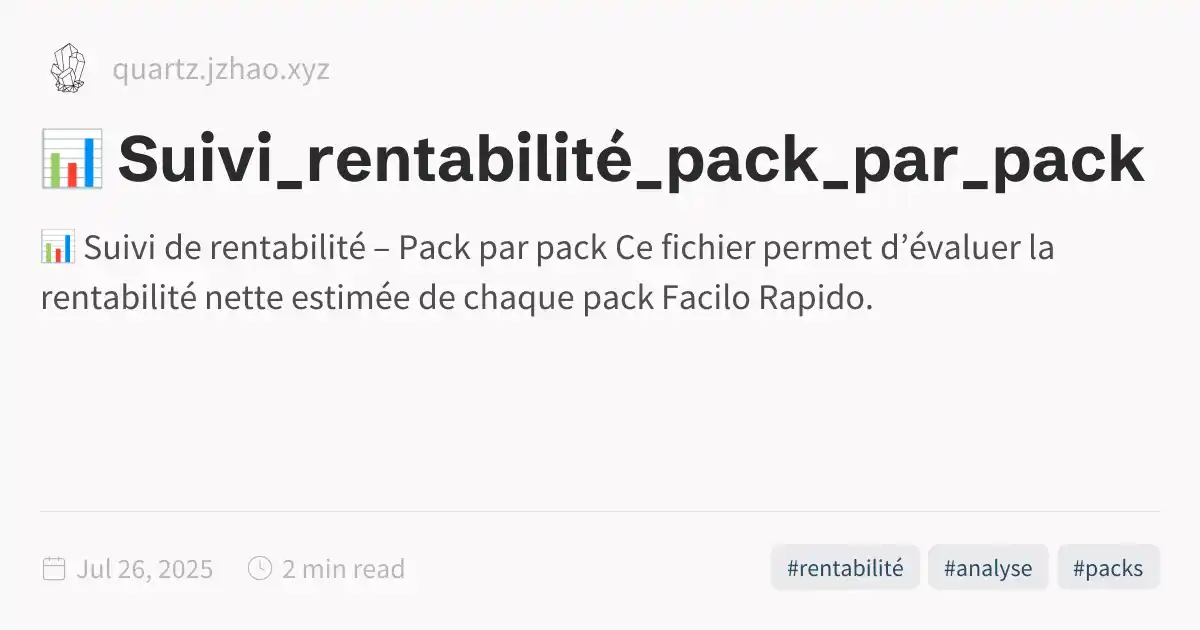 quartz.jzhao.xyz
📊 Suivi_rentabilité_pack_par_pack
📊 Suivi de rentabilité – Pack par pack Ce fichier permet d’évaluer la
rentabilité nette estimée de chaque pack Facilo Rapido.
Jul 26, 2025 2 min read #rentabilité #analyse #packs